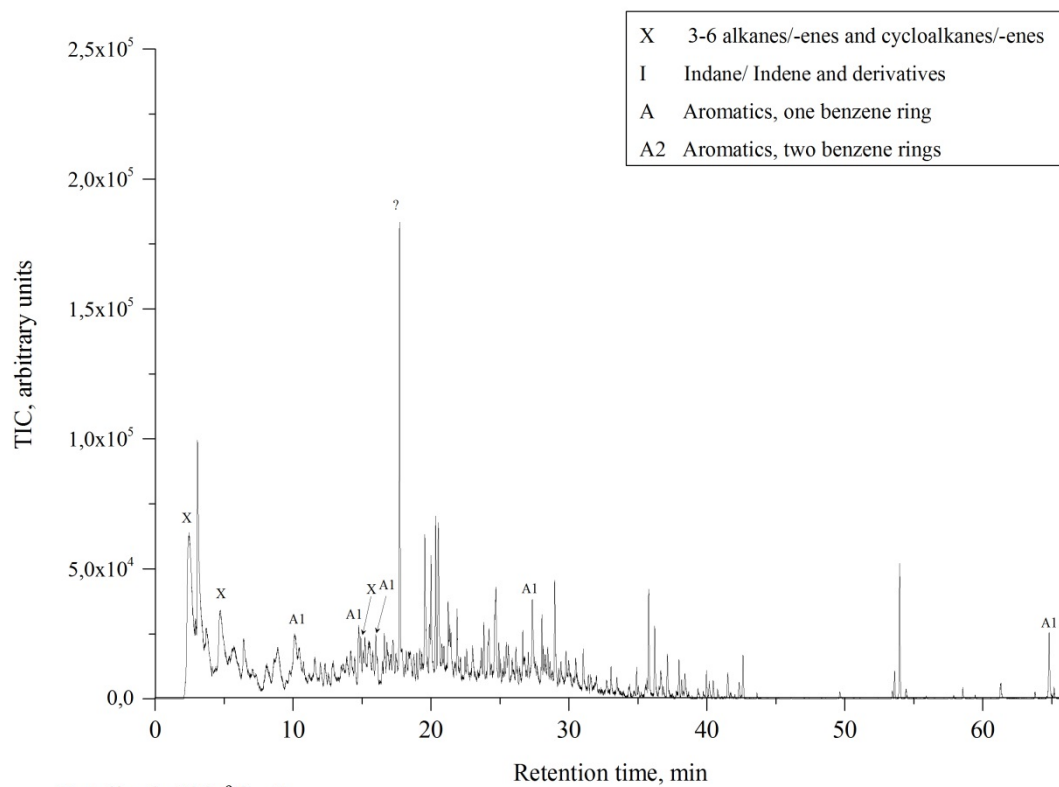 X 3-6 alkanes/-enes and cycloalkanes/-enes
I Indane/ Indene and derivatives
A Aromatics, one benzene ring
A2 Aromatics, two benzene rings
2,5x10⁵
2,0x10⁵
1,5x10⁵
1,0x10⁵
5,0x10⁴
0,0
TIC, arbitrary units
?
X
X
A1
A1
X
A1
A1
A1
0 10 20 30 40 50 60
Retention time, min